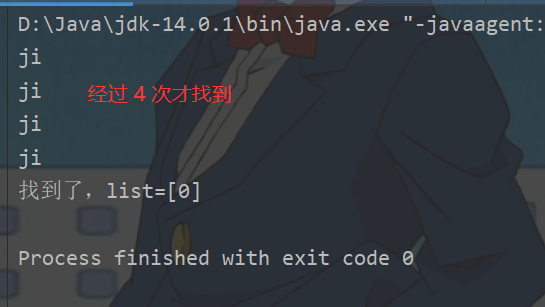 D:\Java\jdk-14.0.1\bin\java.exe "-javaagent:
ji
ji
经过 4 次才找到
ji
ji
找到了，list=[0]
Process finished with exit code 0